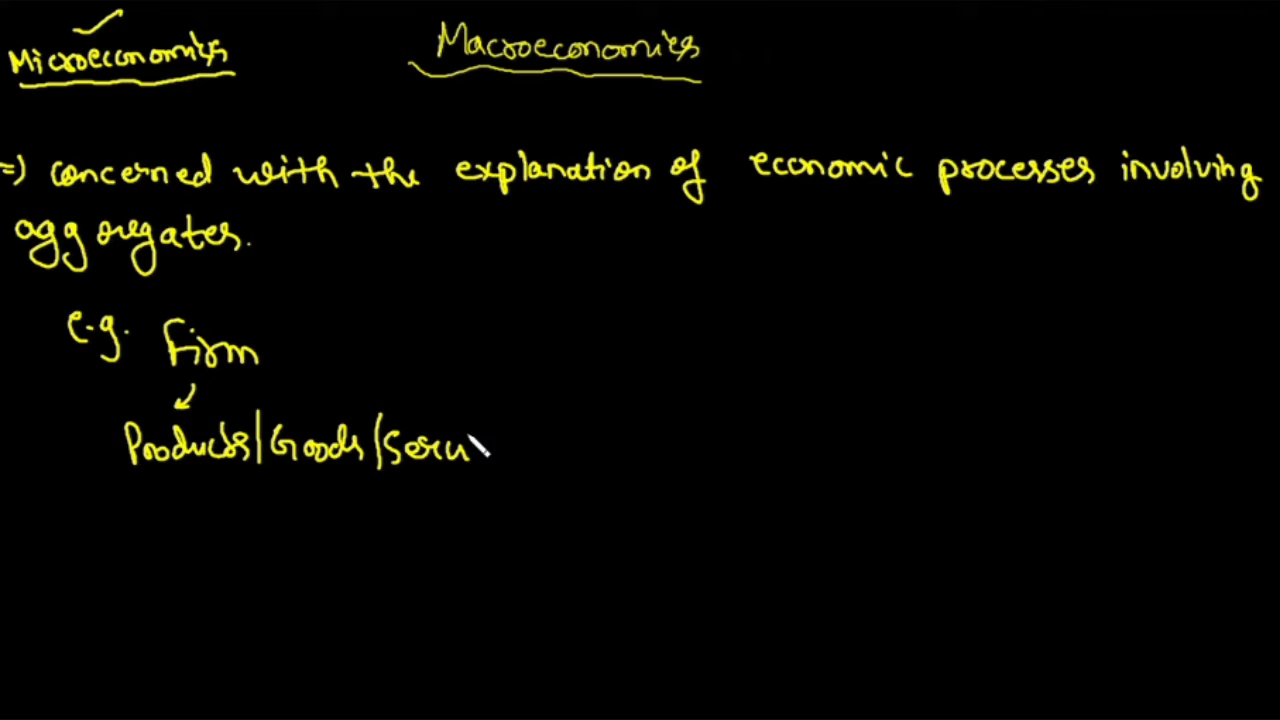 Microeconomics Macroeconomics
=) concerned with the explanation of economic processes involving
aggregates.
e.g. Firm
Products/Goods/Serv